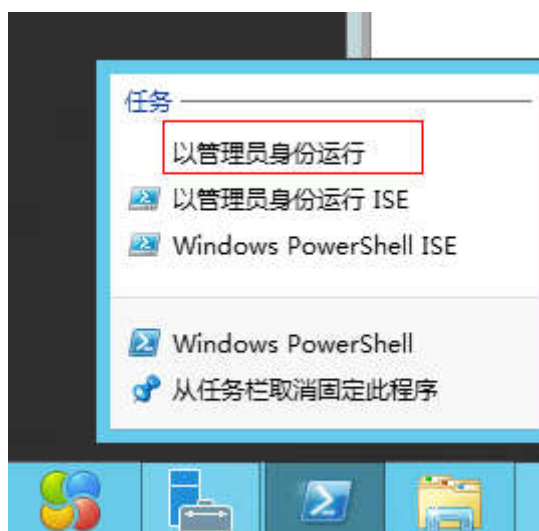 任务
以管理员身份运行
以管理员身份运行 ISE
Windows PowerShell ISE
Windows PowerShell
从任务栏取消固定此程序